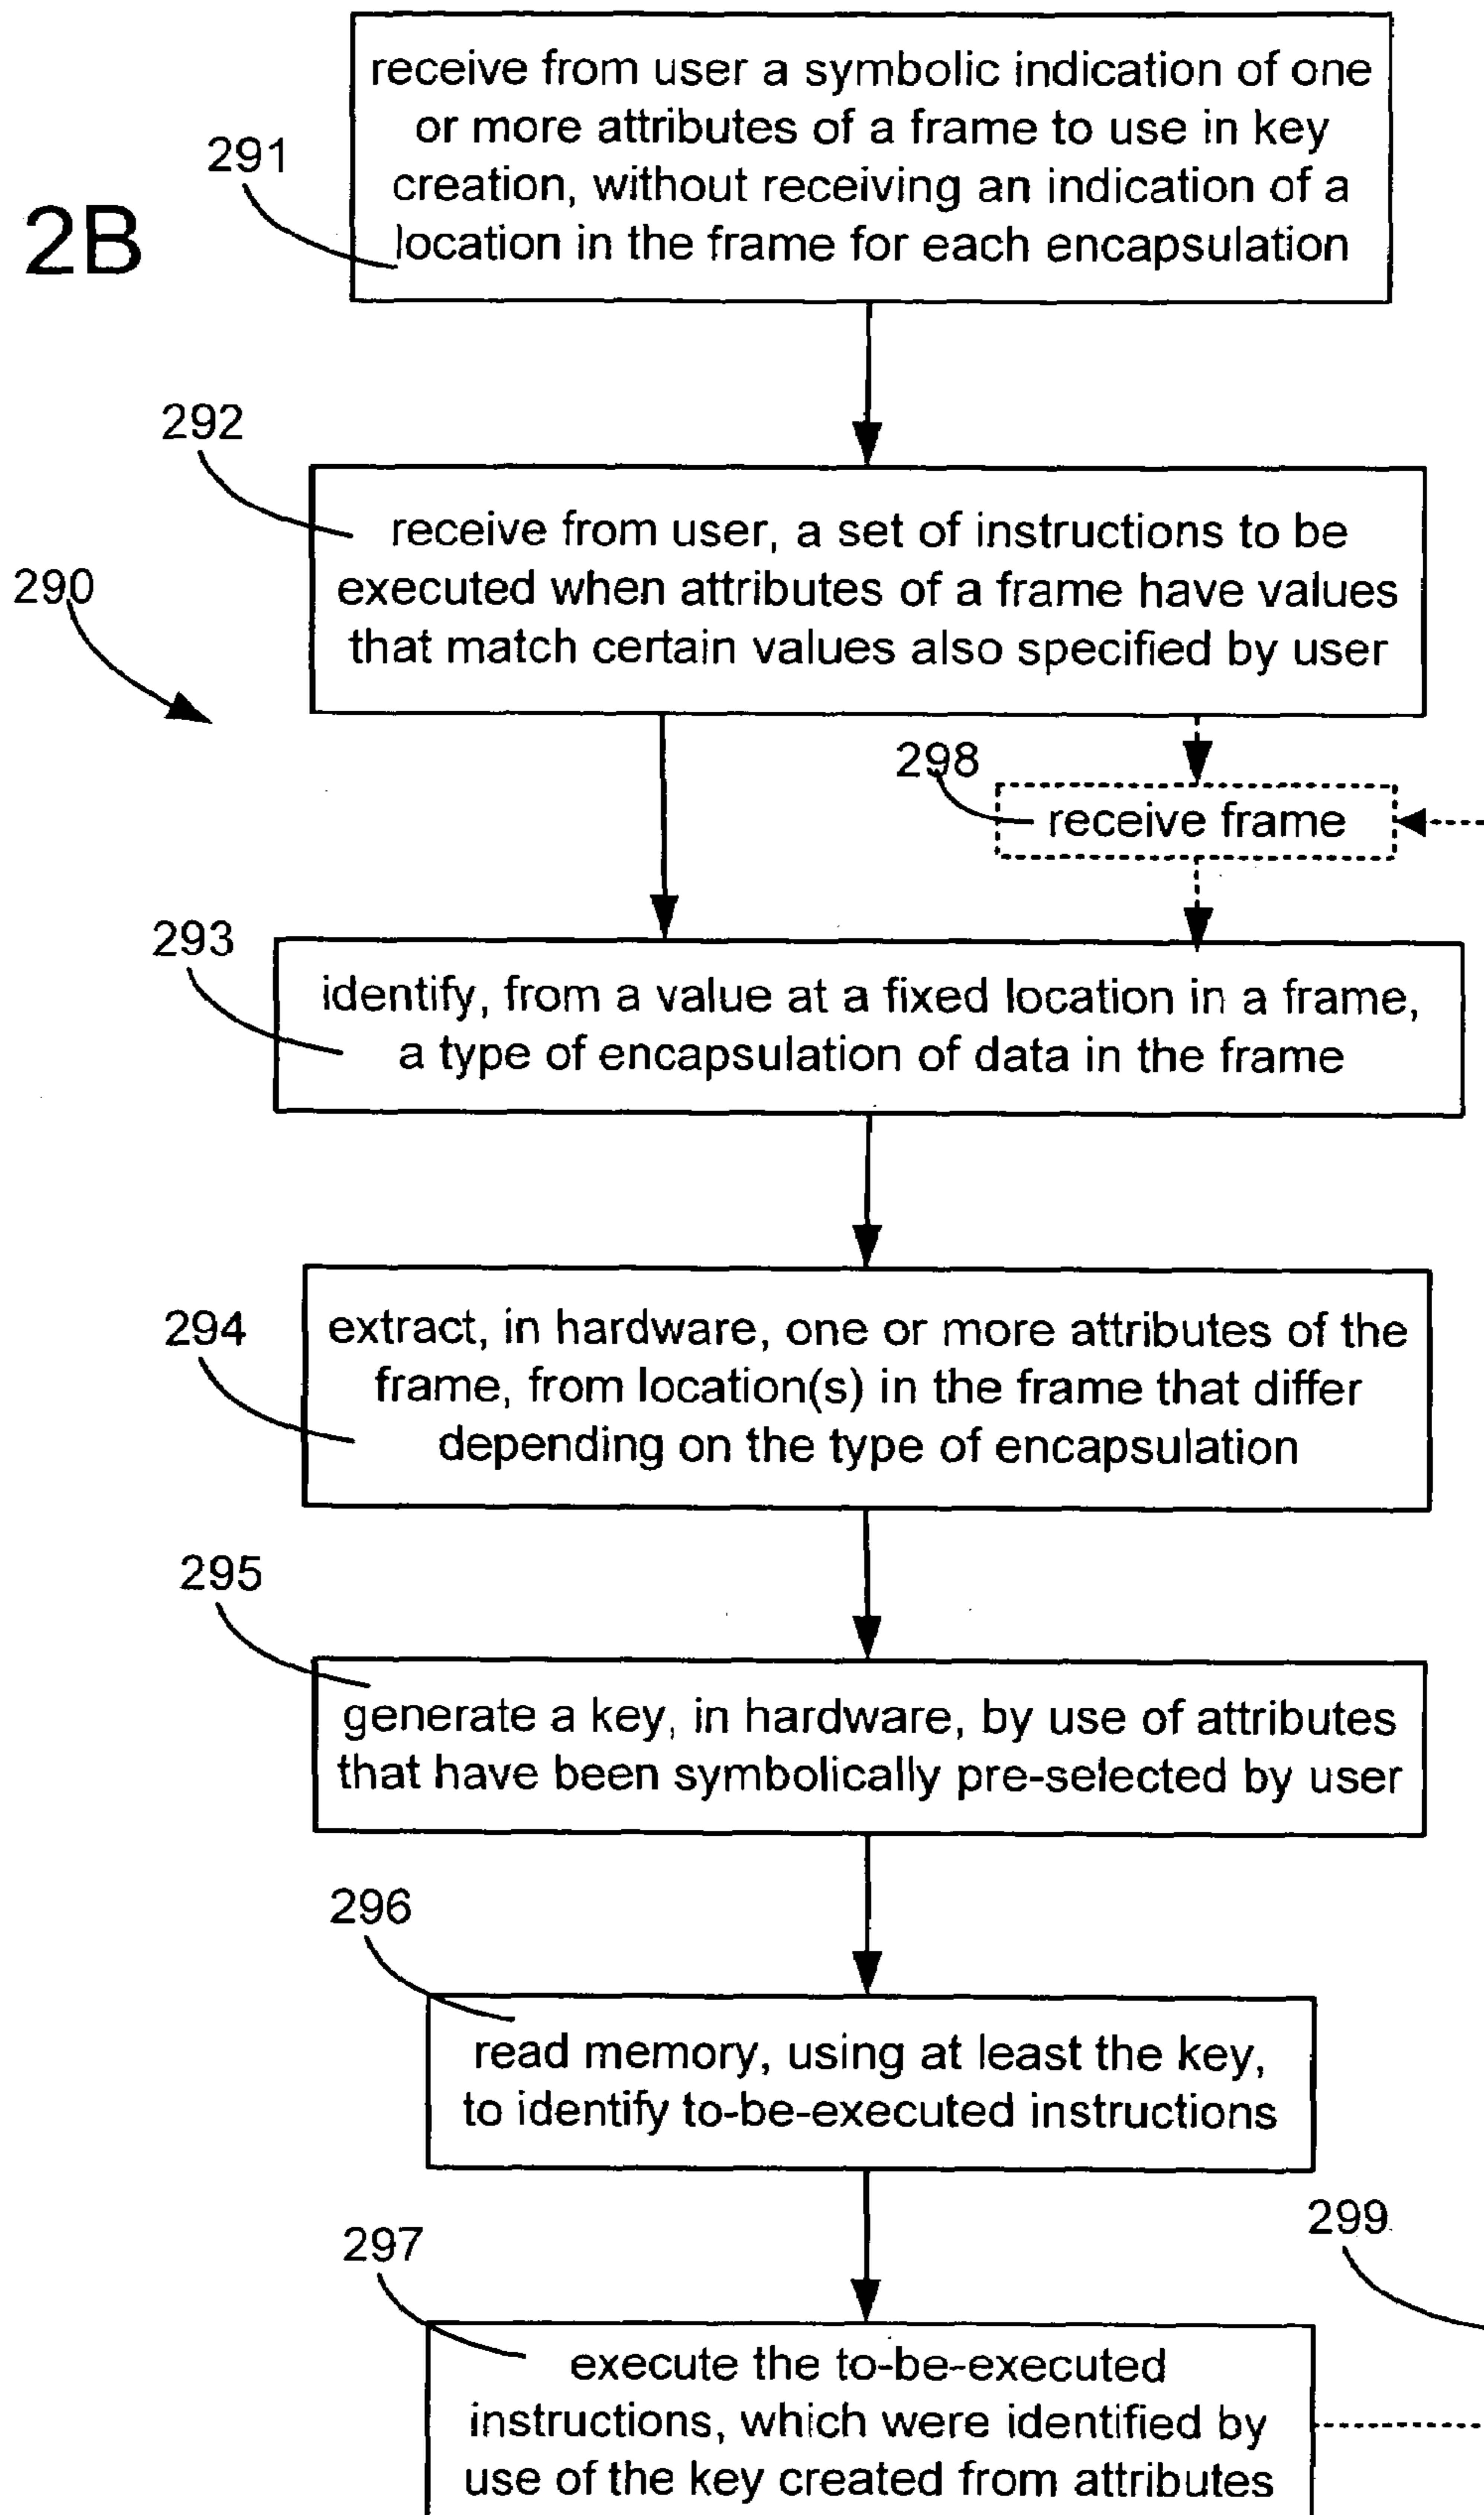 receive from user a symbolic indication of one
or more attributes of a frame to use in key
creation, without receiving an indication of a
location in the frame for each encapsulation
291
2B
292
receive from user, a set of instructions to be
executed when attributes of a frame have values
that match certain values also specified by user
290
298
receive frame
293
identify, from a value at a fixed location in a frame,
a type of encapsulation of data in the frame
294
extract, in hardware, one or more attributes of the
frame, from location(s) in the frame that differ
depending on the type of encapsulation
295
generate a key, in hardware, by use of attributes
that have been symbolically pre-selected by user
296
read memory, using at least the key,
to identify to-be-executed instructions
299
297
execute the to-be-executed
instructions, which were identified by
use of the key created from attributes